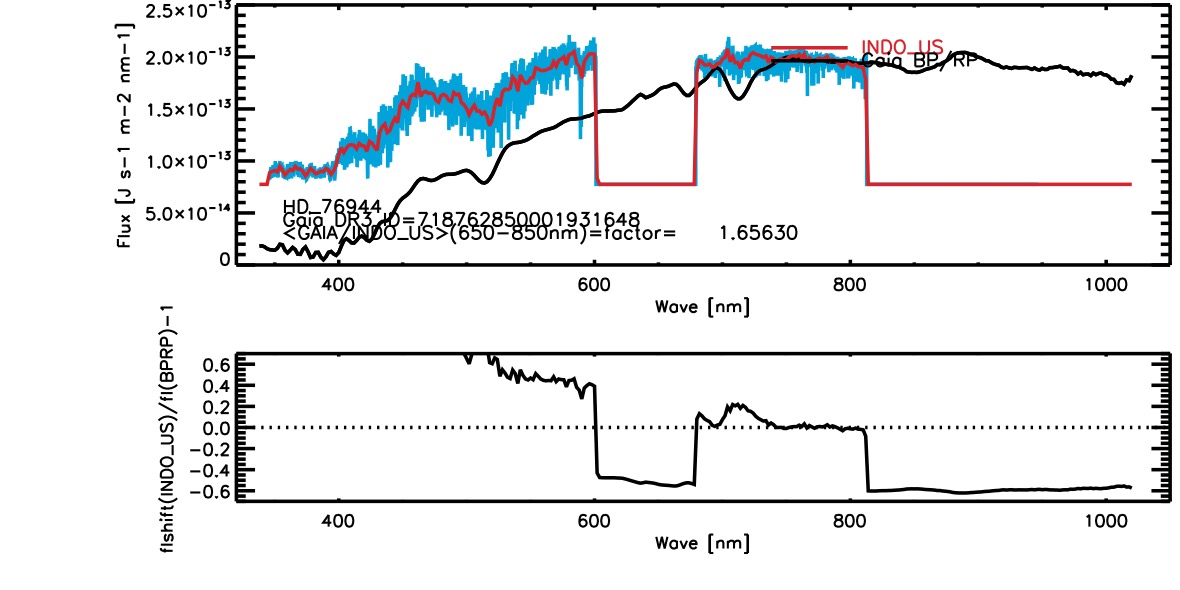 2.5×10−13
2.0×10−13
1.5×10−13
1.0×10−13
5.0×10−14
0
Flux [J s−1 m−2 nm−1]
INDO_US
Gaia BP/RP
HD_76944
Gaia DR3 ID=718762850001931648
<GAIA/INDO_US>(650−850nm)=factor= 1.65630
400 600 800 1000
Wave [nm]
0.6
0.4
0.2
0.0
−0.2
−0.4
−0.6
flshift(INDO_US)/fl(BPRP)−1
400 600 800 1000
Wave [nm]